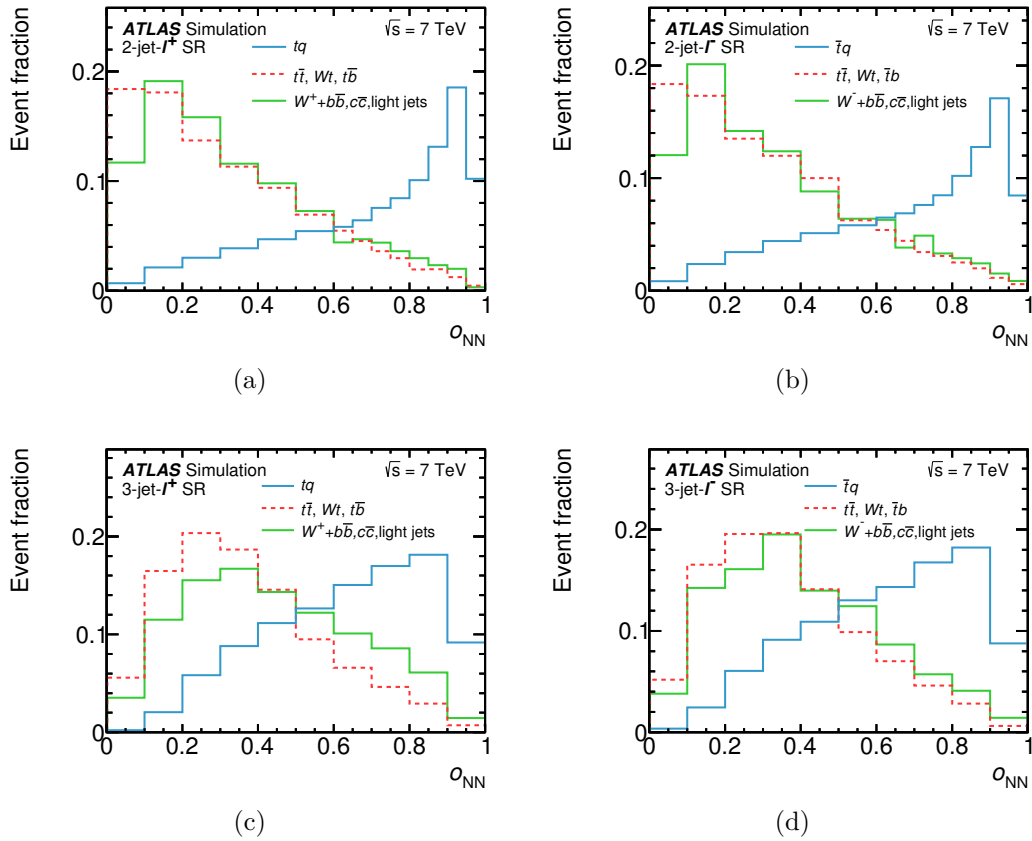 Event fraction
ATLAS Simulation
2-jet-l⁺ SR
√s = 7 TeV
tq
tt̄, Wt, tb̄
W⁺+bb̄,cc̄,light jets
0.2
0.1
0
0 0.2 0.4 0.6 0.8 1
o_NN
(a)
Event fraction
ATLAS Simulation
2-jet-l⁻ SR
√s = 7 TeV
t̄q
tt̄, Wt, t̄b
W⁻+bb̄,cc̄,light jets
0.2
0.1
0
0 0.2 0.4 0.6 0.8 1
o_NN
(b)
Event fraction
ATLAS Simulation
3-jet-l⁺ SR
√s = 7 TeV
tq
tt̄, Wt, tb̄
W⁺+bb̄,cc̄,light jets
0.2
0.1
0
0 0.2 0.4 0.6 0.8 1
o_NN
(c)
Event fraction
ATLAS Simulation
3-jet-l⁻ SR
√s = 7 TeV
t̄q
tt̄, Wt, t̄b
W⁻+bb̄,cc̄,light jets
0.2
0.1
0
0 0.2 0.4 0.6 0.8 1
o_NN
(d)